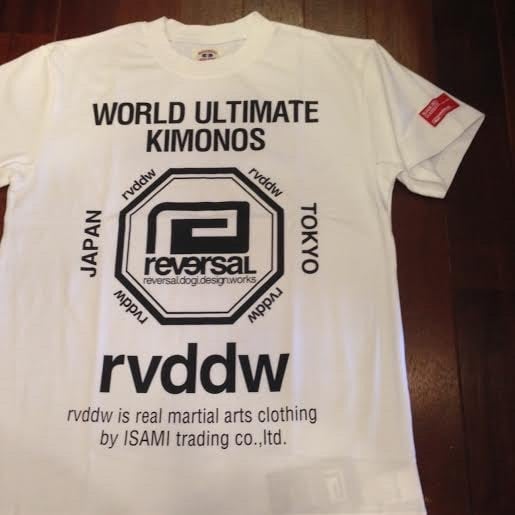 WORLD ULTIMATE
KIMONOS
rvddw
rvddw
JAPAN
TOKYO
reversal
reversal.dogi.design.works
rvddw
rvddw
rvddw
rvddw is real martial arts clothing
by ISAMI trading co.,ltd.